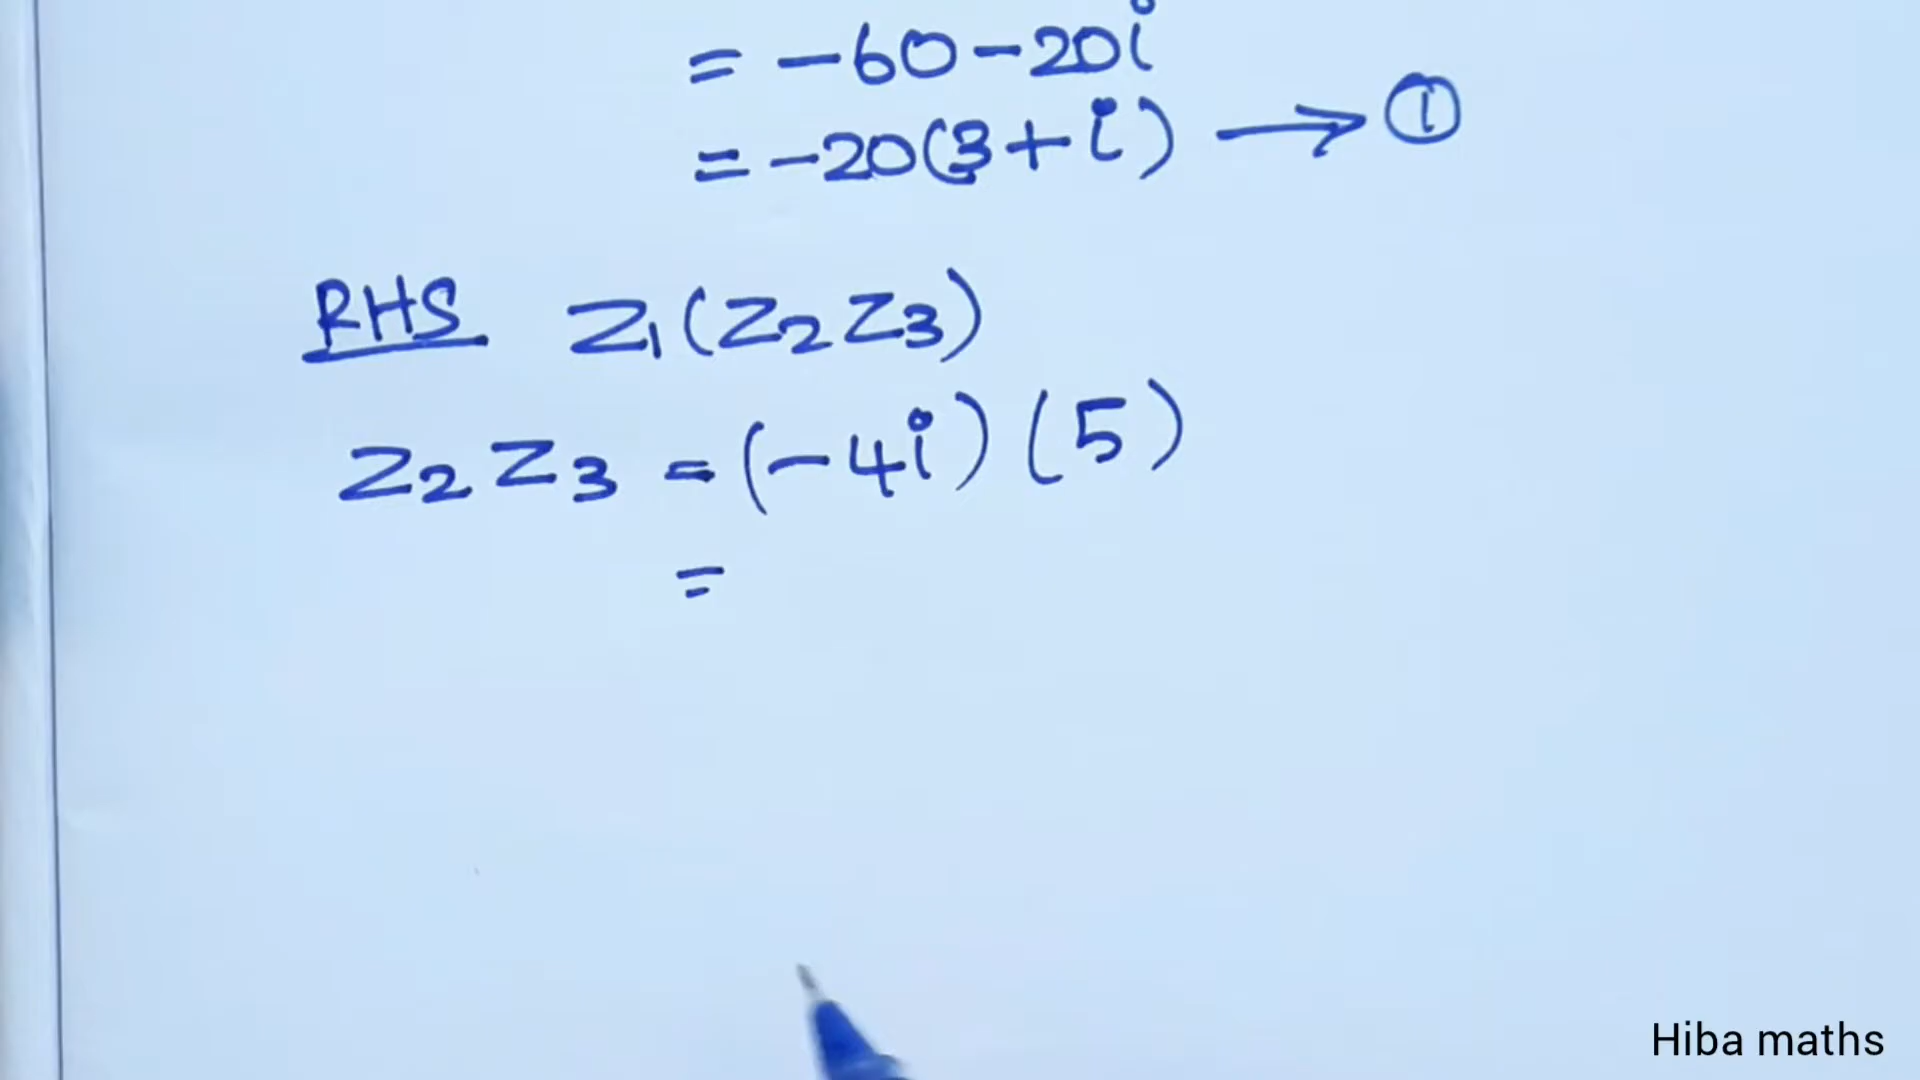 = -60-20i
= -20(3+i) → ①
RHS Z₁(Z₂Z₃)
Z₂Z₃ = (-4i)(5)
=
Hiba maths